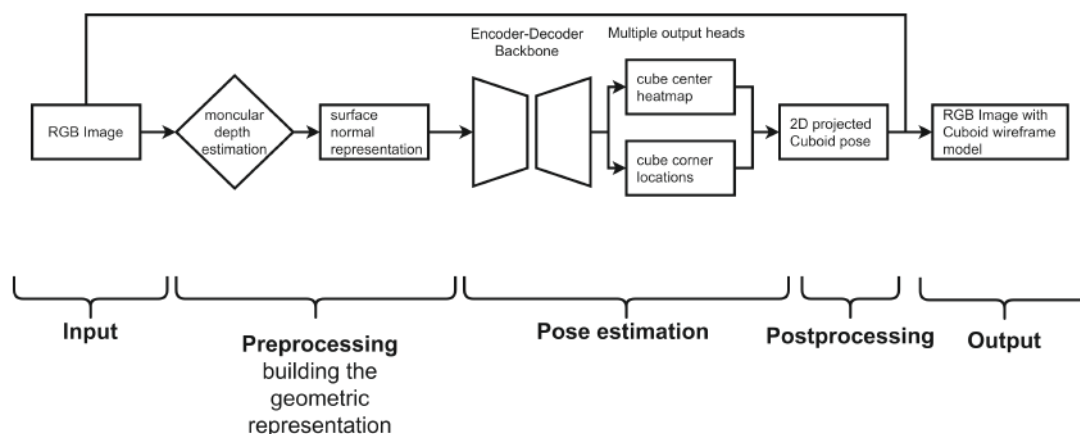 Encoder-Decoder
Backbone
Multiple output heads
RGB Image
moncular
depth
estimation
surface
normal
representation
cube center
heatmap
cube corner
locations
2D projected
Cuboid pose
RGB Image with
Cuboid wireframe
model
Input
Preprocessing
building the
geometric
representation
Pose estimation
Postprocessing
Output